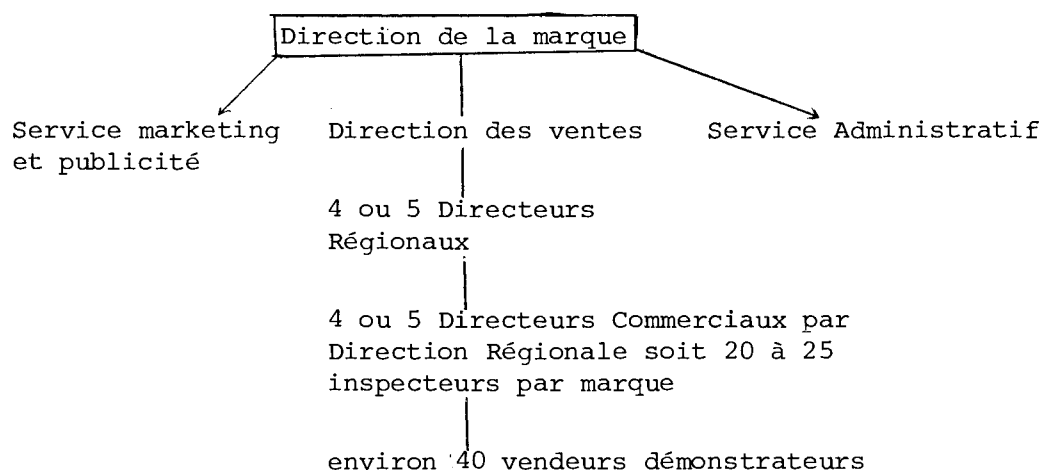 Direction de la marque
Service marketing
et publicité
Direction des ventes
Service Administratif
4 ou 5 Directeurs
Régionaux
4 ou 5 Directeurs Commerciaux par
Direction Régionale soit 20 à 25
inspecteurs par marque
environ 40 vendeurs démonstrateurs